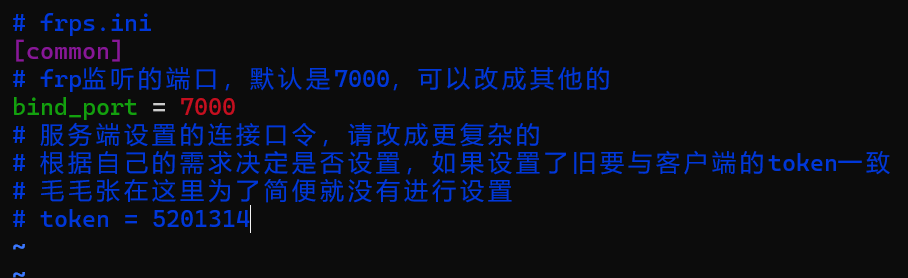 # frps.ini
[common]
# frp监听的端口，默认是7000，可以改成其他的
bind_port = 7000
# 服务端设置的连接口令，请改成更复杂的
# 根据自己的需求决定是否设置，如果设置了旧要与客户端的token一致
# 毛毛张在这里为了简便就没有进行设置
# token = 5201314
~
~